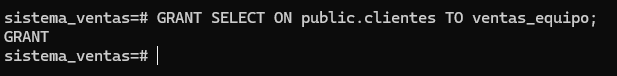 sistema_ventas=# GRANT SELECT ON public.clientes TO ventas_equipo;
GRANT
sistema_ventas=#